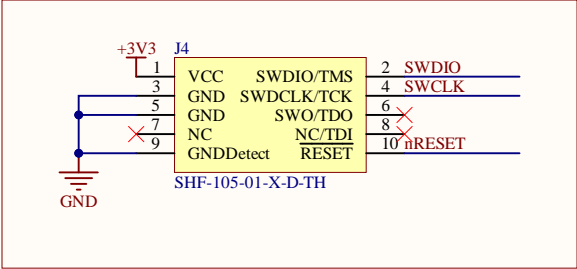 +3V3 J4
1 VCC SWDIO/TMS 2 SWDIO
3 GND SWDCLK/TCK 4 SWCLK
5 GND SWO/TDO 6
7 NC NC/TDI 8
9 GNDDetect RESET 10 nRESET
GND SHF-105-01-X-D-TH